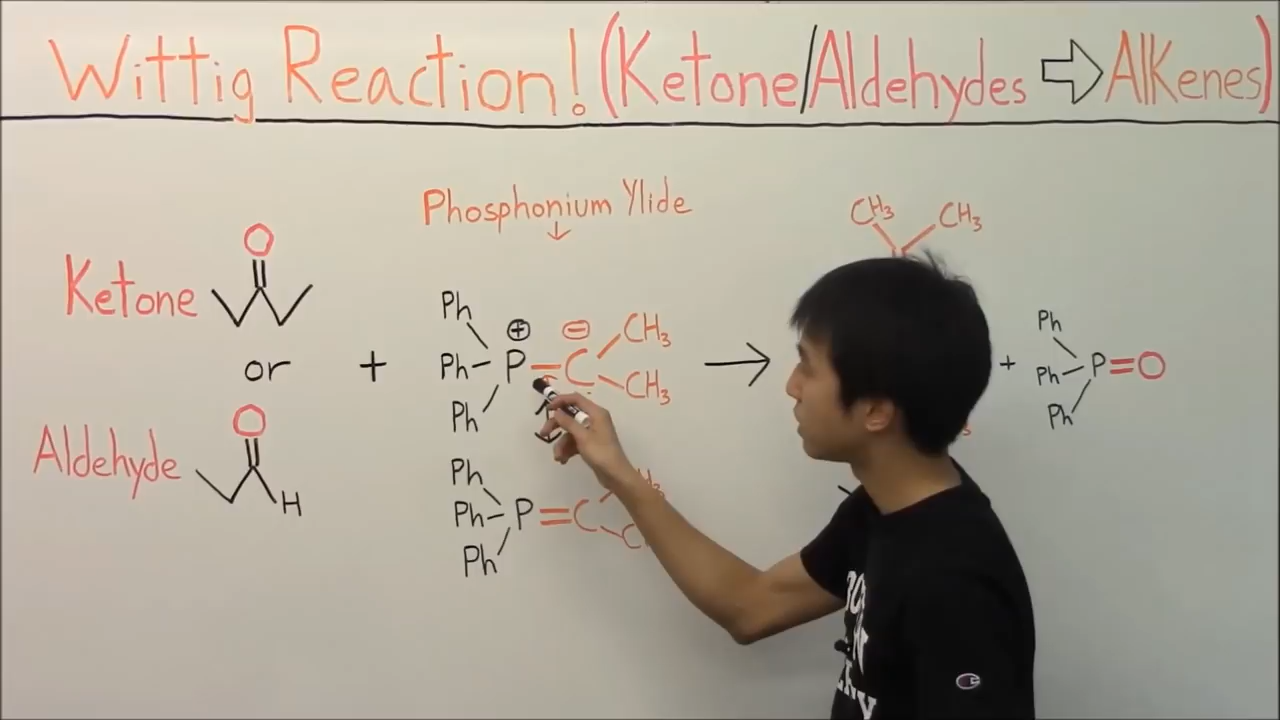 Wittig Reaction! (Ketone/Aldehydes ⇨ Alkenes)
Phosphonium Ylide
↓
CH3 CH3
Ketone O
or
Aldehyde O
H
+
Ph
Ph P ⊕ = C ⊖ CH3
Ph CH3
Ph
Ph P = C
Ph
→
+
Ph
Ph P = O
Ph